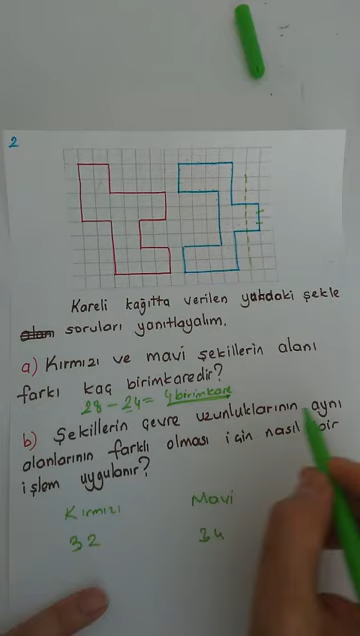 2
Kareli kağıtta verilen yukdaki şekle
alanı soruları yanıtlayalım.
a) Kırmızı ve mavi şekillerin alanı
farkı kaç birimkaredir?
28 - 24 = 4 birimkare
b) Şekillerin çevre uzunluklarının aynı
alanlarının farklı olması için nasıl bir
işlem uygulanır?
Kırmızı Mavi
32 34